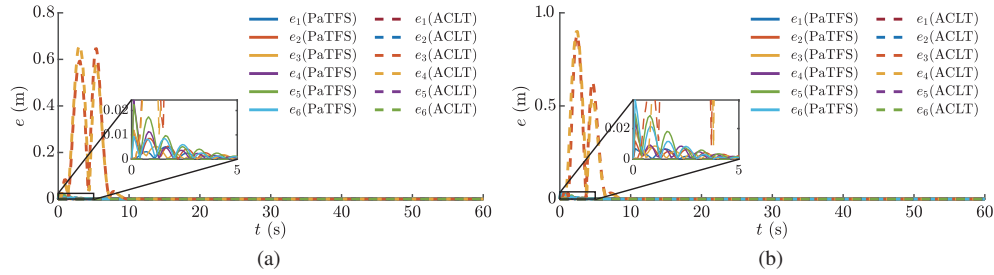 0.8
0.6
0.4
0.2
0
e (m)
e₁(PaTFS) e₁(ACLT)
e₂(PaTFS) e₂(ACLT)
e₃(PaTFS) e₃(ACLT)
e₄(PaTFS) e₄(ACLT)
e₅(PaTFS) e₅(ACLT)
e₆(PaTFS) e₆(ACLT)
0.02
0.01
0
0 5
0 10 20 30 40 50 60
t (s)
(a)
1.0
0.5
0
e (m)
e₁(PaTFS) e₁(ACLT)
e₂(PaTFS) e₂(ACLT)
e₃(PaTFS) e₃(ACLT)
e₄(PaTFS) e₄(ACLT)
e₅(PaTFS) e₅(ACLT)
e₆(PaTFS) e₆(ACLT)
0.02
0
0 5
0 10 20 30 40 50 60
t (s)
(b)